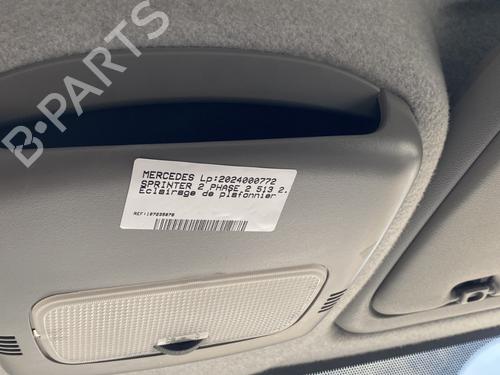 B-PARTS
MERCEDES Lp:2024000772
SPRINTER 2 PHASE 2 513 2.
Eclairage de plafonnier